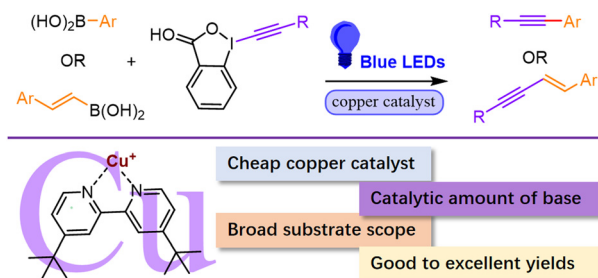 (HO)₂B Ar
OR
Ar B(OH)₂
+
HO O O I R
Blue LEDs
copper catalyst
R Ar
OR
R Ar
Cu
Cu⁺
N N
Cheap copper catalyst
Catalytic amount of base
Broad substrate scope
Good to excellent yields